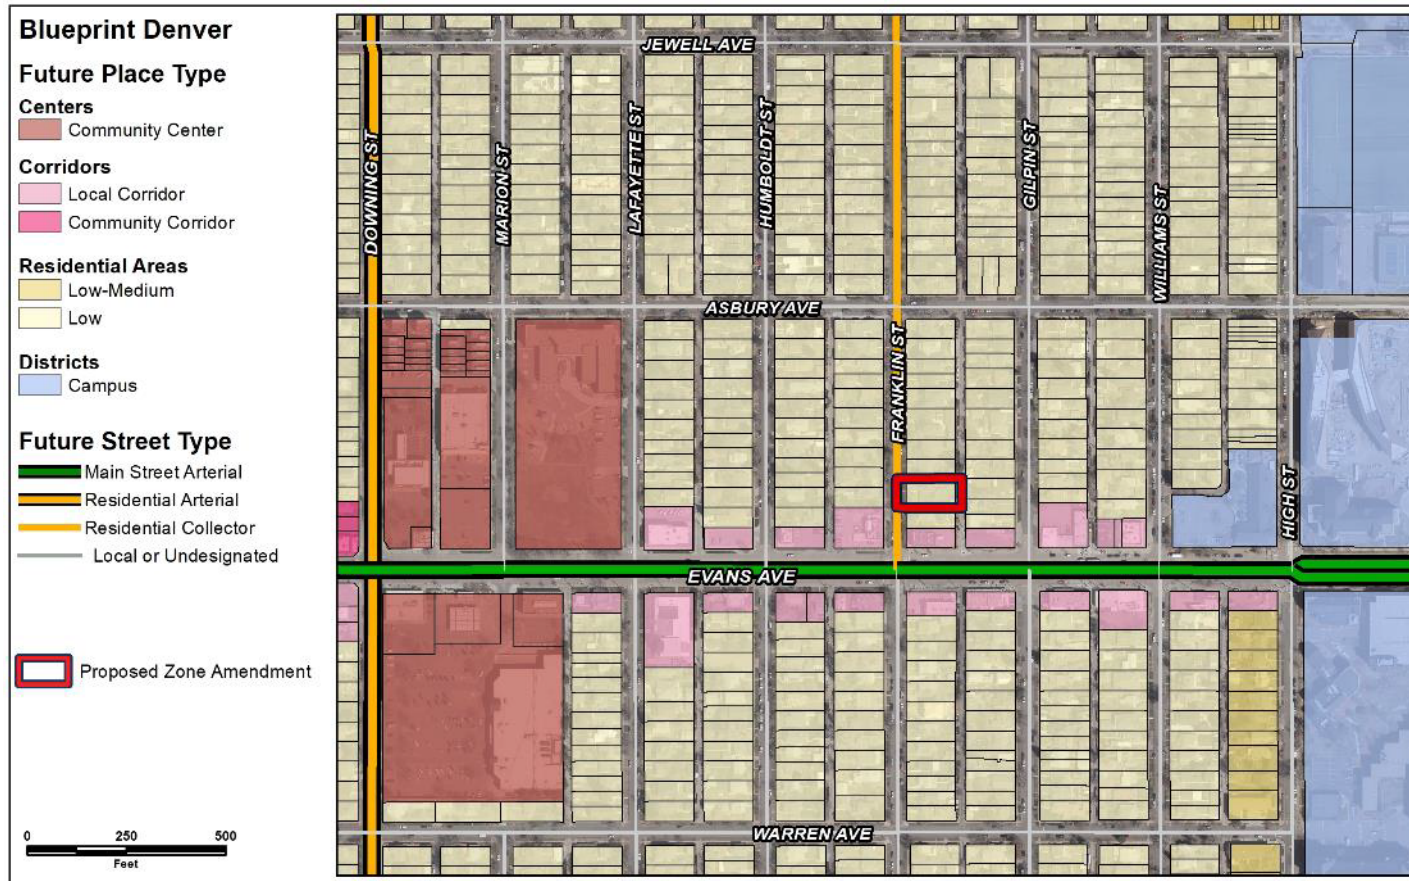 Blueprint Denver
Future Place Type
Centers
Community Center
Corridors
Local Corridor
Community Corridor
Residential Areas
Low-Medium
Low
Districts
Campus
Future Street Type
Main Street Arterial
Residential Arterial
Residential Collector
Local or Undesignated
Proposed Zone Amendment
0 250 500
Feet
JEWELL AVE
DOWNING ST
MARION ST
LAFAYETTE ST
HUMBOLDT ST
GILPIN ST
WILLIAMS ST
ASBURY AVE
FRANKLIN ST
HIGH ST
EVANS AVE
WARREN AVE